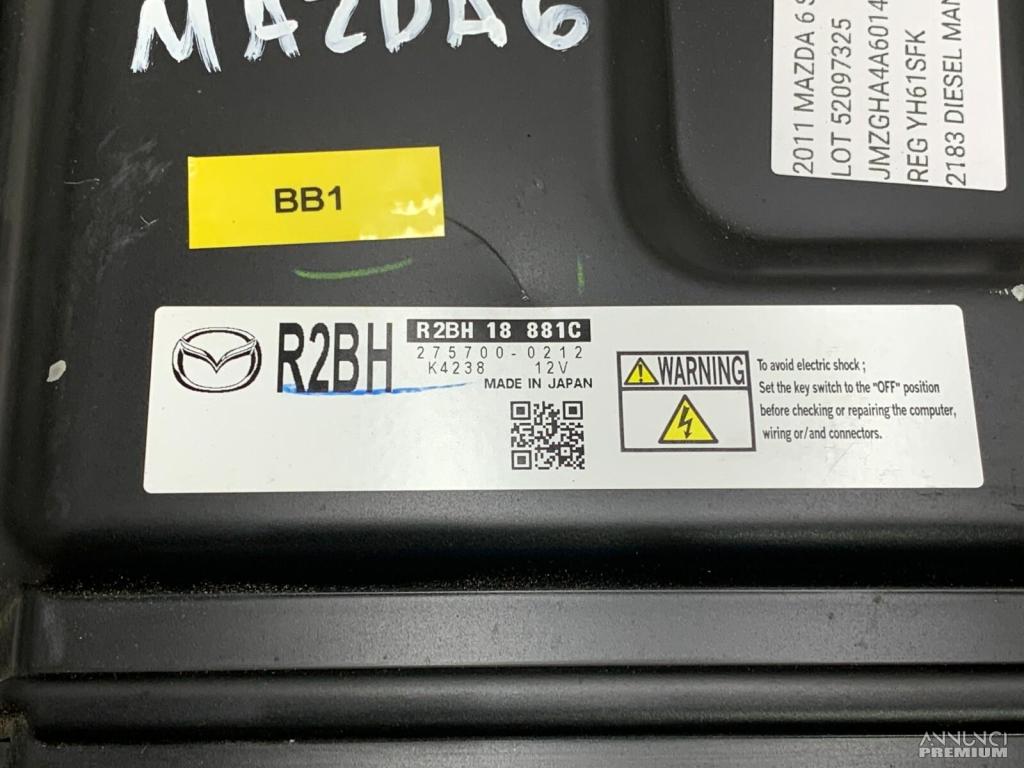 MAZDA6
2011 MAZDA 6 S
LOT 52097325
JMZGHA4A6014
REG YH61SFK
2183 DIESEL MAN
BB1
R2BH
R2BH 18 881C
275700-0212
K4238 12V
MADE IN JAPAN
WARNING
To avoid electric shock ;
Set the key switch to the "OFF" position
before checking or repairing the computer,
wiring or/and connectors.
ANNUNCI
PREMIUM